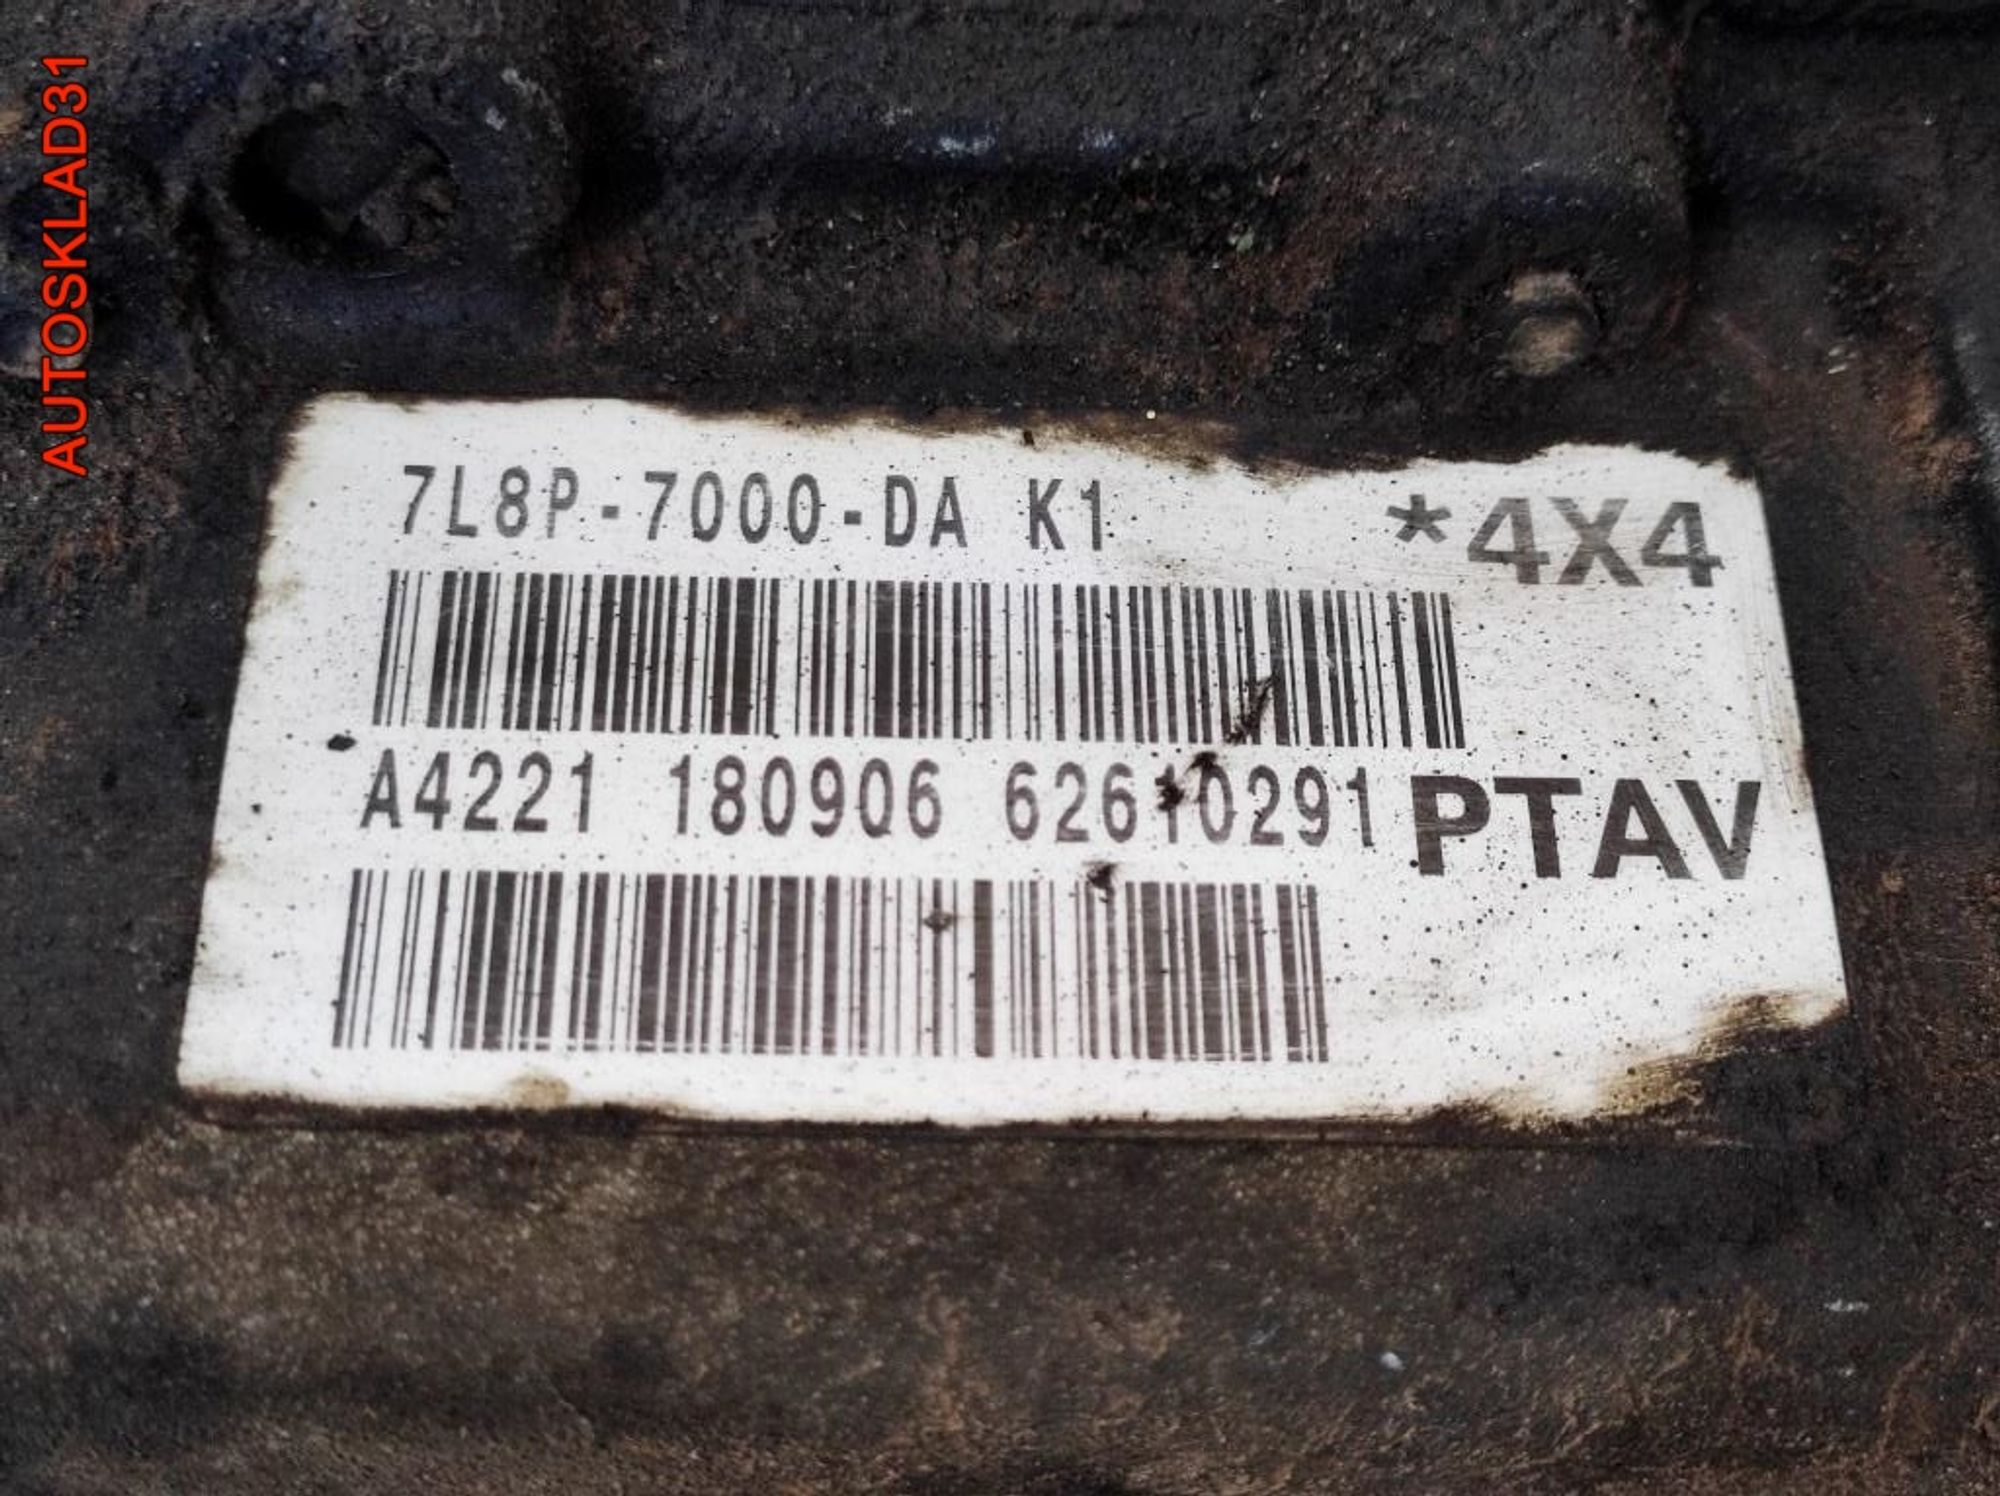 AUTOSKLAD31
7L8P-7000-DA K1 *4X4
A4221 180906 62610291 PTAV